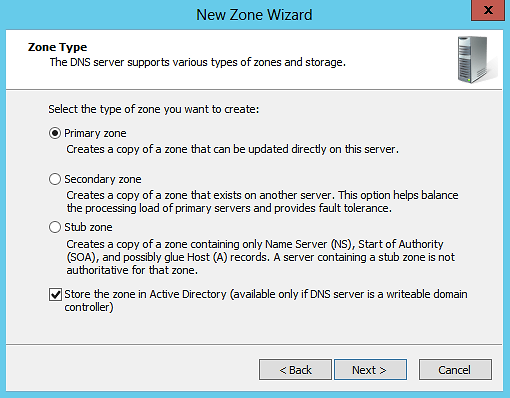 New Zone Wizard
x
Zone Type
The DNS server supports various types of zones and storage.
Select the type of zone you want to create:
Primary zone
Creates a copy of a zone that can be updated directly on this server.
Secondary zone
Creates a copy of a zone that exists on another server. This option helps balance
the processing load of primary servers and provides fault tolerance.
Stub zone
Creates a copy of a zone containing only Name Server (NS), Start of Authority
(SOA), and possibly glue Host (A) records. A server containing a stub zone is not
authoritative for that zone.
Store the zone in Active Directory (available only if DNS server is a writeable domain
controller)
< Back
Next >
Cancel